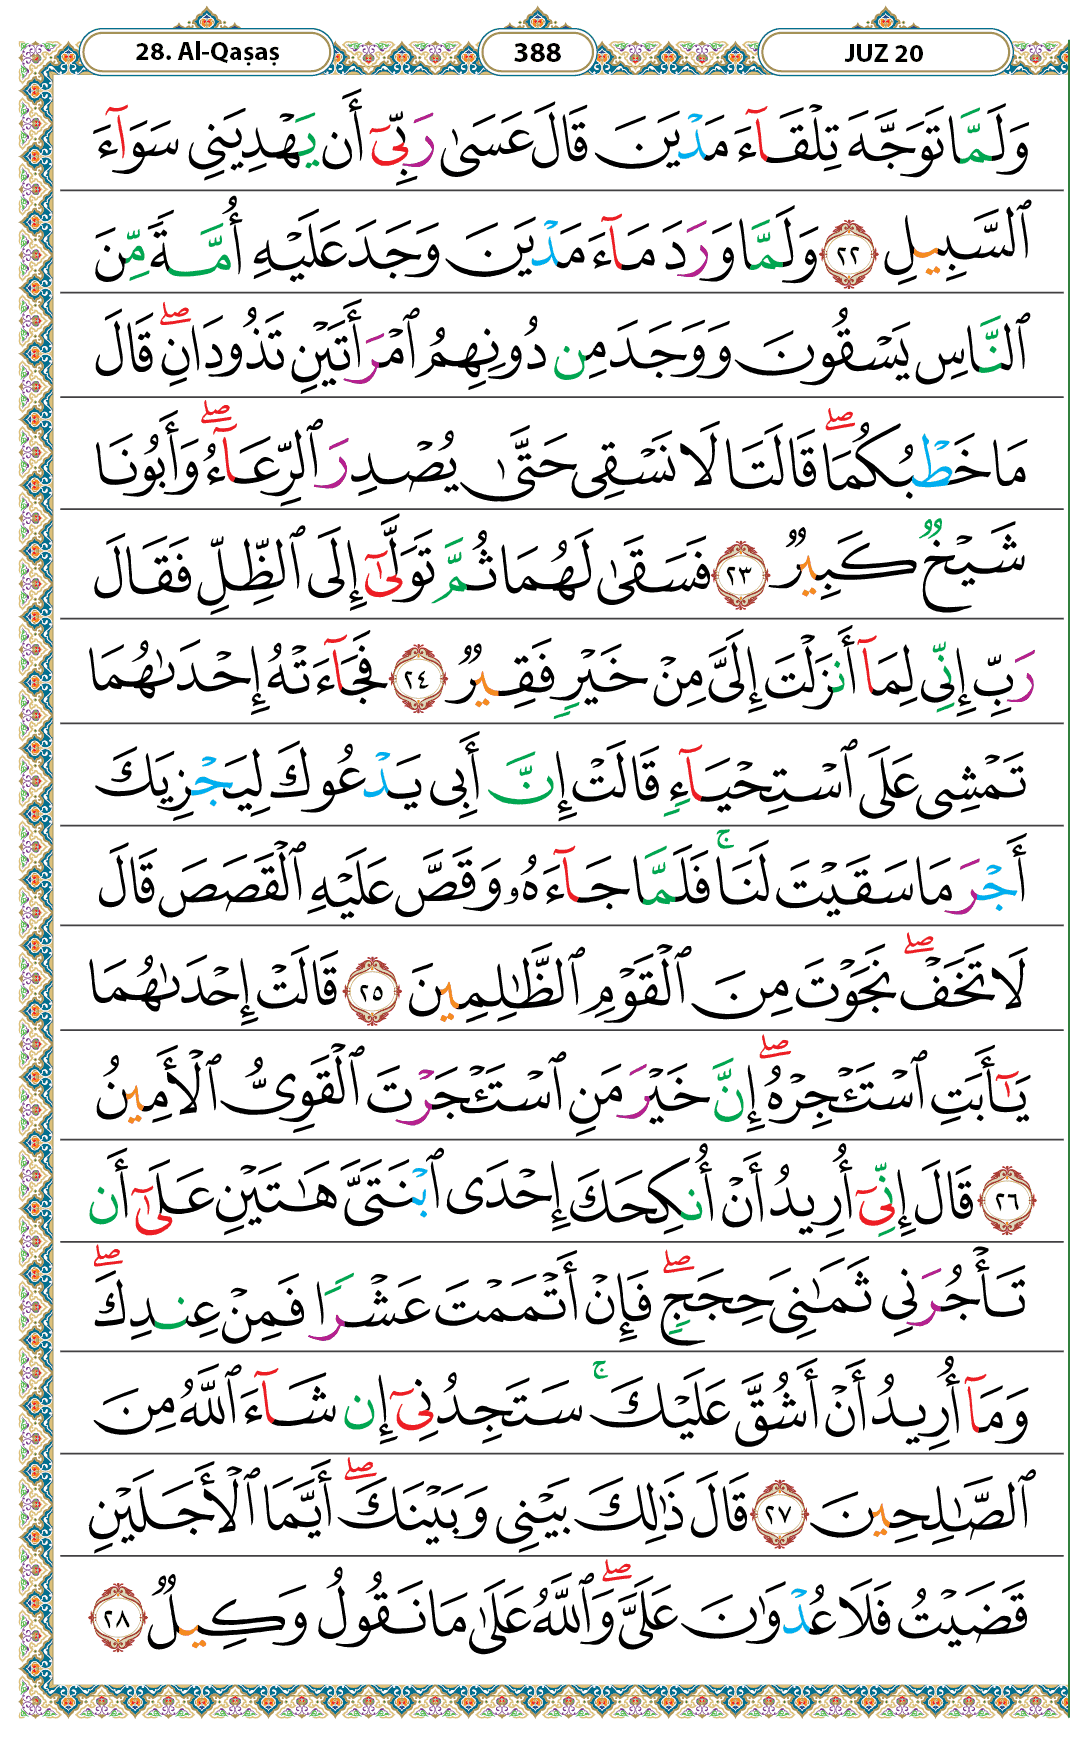 28. Al-Qaṣaṣ 388 JUZ 20
وَلَمَّا تَوَجَّهَ تِلْقَآءَ مَدْيَنَ قَالَ عَسَىٰ رَبِّىٓ أَن يَهْدِيَنِى سَوَآءَ
ٱلسَّبِيلِ ٢٢ وَلَمَّا وَرَدَ مَآءَ مَدْيَنَ وَجَدَ عَلَيْهِ أُمَّةً مِّنَ
ٱلنَّاسِ يَسْقُونَ وَوَجَدَ مِن دُونِهِمُ ٱمْرَأَتَيْنِ تَذُودَانِ ۖ قَالَ
مَا خَطْبُكُمَا ۖ قَالَتَا لَا نَسْقِى حَتَّىٰ يُصْدِرَ ٱلرِّعَآءُ ۖ وَأَبُونَا
شَيْخٌ كَبِيرٌ ٢٣ فَسَقَىٰ لَهُمَا ثُمَّ تَوَلَّىٰٓ إِلَى ٱلظِّلِّ فَقَالَ
رَبِّ إِنِّى لِمَآ أَنزَلْتَ إِلَىَّ مِنْ خَيْرٍ فَقِيرٌ ٢٤ فَجَآءَتْهُ إِحْدَىٰهُمَا
تَمْشِى عَلَى ٱسْتِحْيَآءٍ قَالَتْ إِنَّ أَبِى يَدْعُوكَ لِيَجْزِيَكَ
أَجْرَ مَا سَقَيْتَ لَنَا ۚ فَلَمَّا جَآءَهُۥ وَقَصَّ عَلَيْهِ ٱلْقَصَصَ قَالَ
لَا تَخَفْ ۖ نَجَوْتَ مِنَ ٱلْقَوْمِ ٱلظَّٰلِمِينَ ٢٥ قَالَتْ إِحْدَىٰهُمَا
يَٰٓأَبَتِ ٱسْتَـْٔجِرْهُ ۖ إِنَّ خَيْرَ مَنِ ٱسْتَـْٔجَرْتَ ٱلْقَوِىُّ ٱلْأَمِينُ
٢٦ قَالَ إِنِّىٓ أُرِيدُ أَنْ أُنكِحَكَ إِحْدَى ٱبْنَتَىَّ هَٰتَيْنِ عَلَىٰٓ أَن
تَأْجُرَنِى ثَمَٰنِىَ حِجَجٍ ۖ فَإِنْ أَتْمَمْتَ عَشْرًا فَمِنْ عِندِكَ ۖ
وَمَآ أُرِيدُ أَنْ أَشُقَّ عَلَيْكَ ۚ سَتَجِدُنِىٓ إِن شَآءَ ٱللَّهُ مِنَ
ٱلصَّٰلِحِينَ ٢٧ قَالَ ذَٰلِكَ بَيْنِى وَبَيْنَكَ ۖ أَيَّمَا ٱلْأَجَلَيْنِ
قَضَيْتُ فَلَا عُدْوَٰنَ عَلَىَّ ۖ وَٱللَّهُ عَلَىٰ مَا نَقُولُ وَكِيلٌ ٢٨